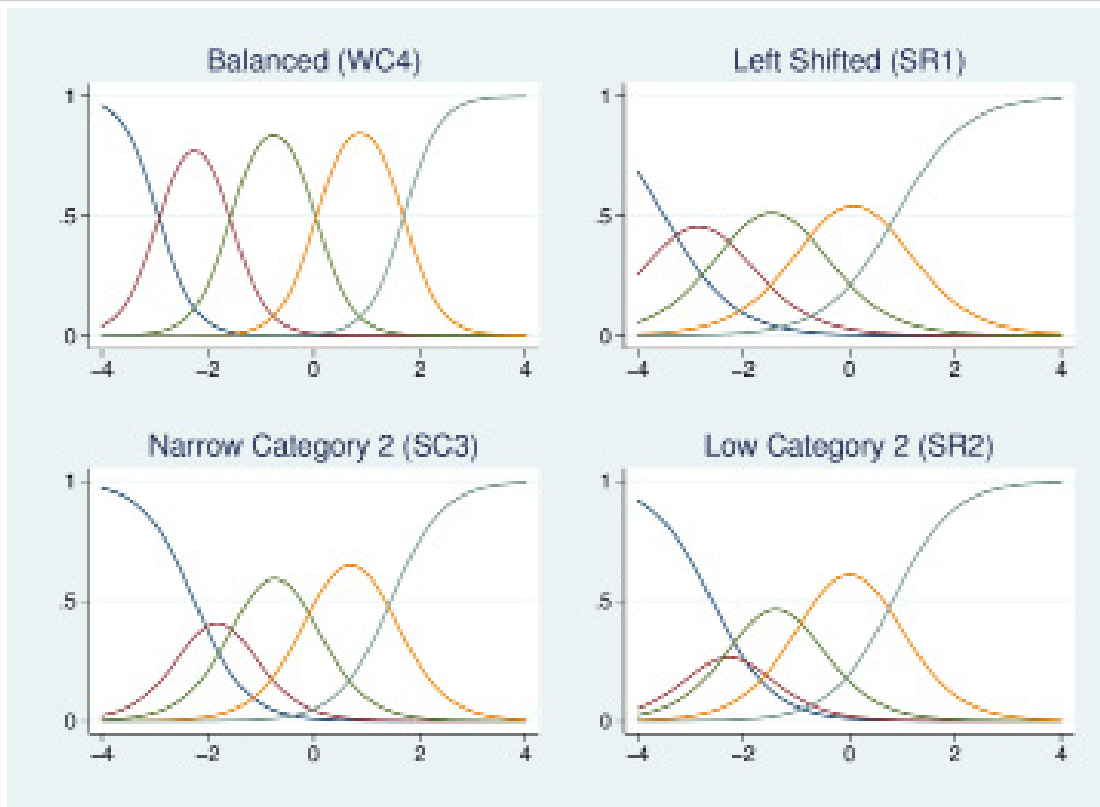 Balanced (WC4)
1
.5
0
−4 −2 0 2 4
Left Shifted (SR1)
1
.5
0
−4 −2 0 2 4
Narrow Category 2 (SC3)
1
.5
0
−4 −2 0 2 4
Low Category 2 (SR2)
1
.5
0
−4 −2 0 2 4